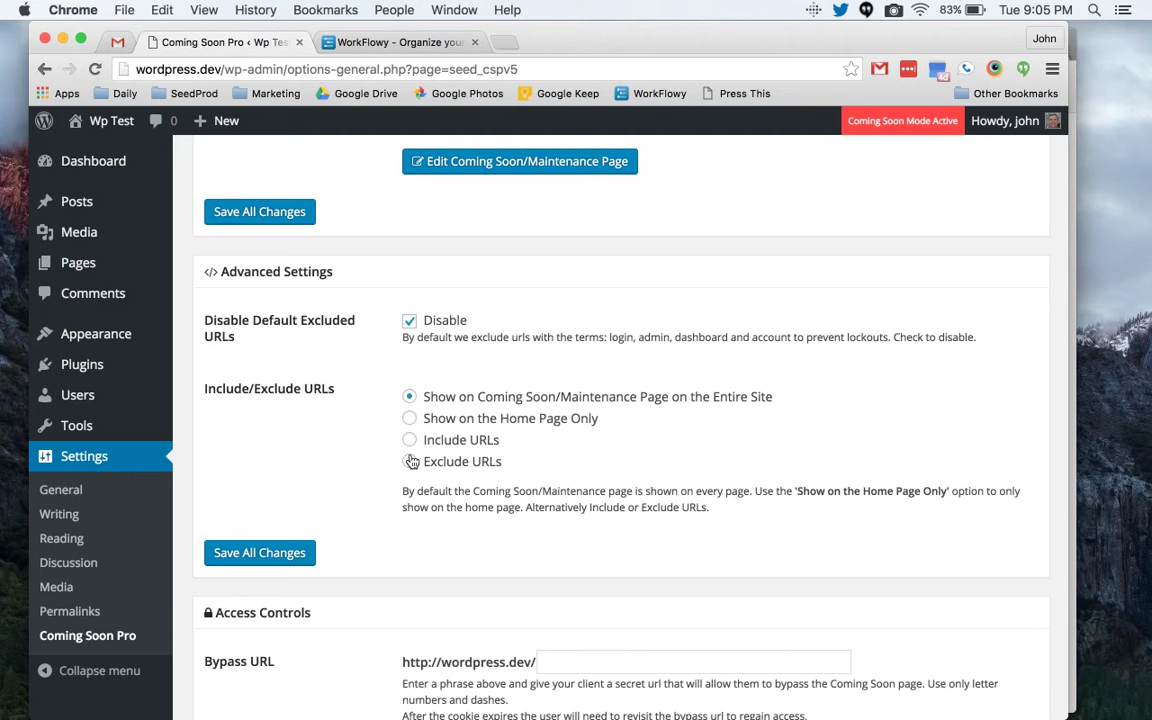 Chrome File Edit View History Bookmarks People Window Help 83% Tue 9:05 PM
Coming Soon Pro ‹ Wp Tes × WorkFlowy - Organize your × John
wordpress.dev/wp-admin/options-general.php?page=seed_cspv5 4d
Apps Daily SeedProd Marketing Google Drive Google Photos Google Keep WorkFlowy Press This Other Bookmarks
Wp Test 0 + New Coming Soon Mode Active Howdy, john
Dashboard
Posts
Media
Pages
Comments
Appearance
Plugins
Users
Tools
Settings
General
Writing
Reading
Discussion
Media
Permalinks
Coming Soon Pro
Collapse menu
Edit Coming Soon/Maintenance Page
Save All Changes
</> Advanced Settings
Disable Default Excluded
URLs
Disable
By default we exclude urls with the terms: login, admin, dashboard and account to prevent lockouts. Check to disable.
Include/Exclude URLs
Show on Coming Soon/Maintenance Page on the Entire Site
Show on the Home Page Only
Include URLs
Exclude URLs
By default the Coming Soon/Maintenance page is shown on every page. Use the 'Show on the Home Page Only' option to only
show on the home page. Alternatively Include or Exclude URLs.
Save All Changes
Access Controls
Bypass URL
http://wordpress.dev/
Enter a phrase above and give your client a secret url that will allow them to bypass the Coming Soon page. Use only letter
numbers and dashes.
After the cookie expires the user will need to revisit the bypass url to regain access.